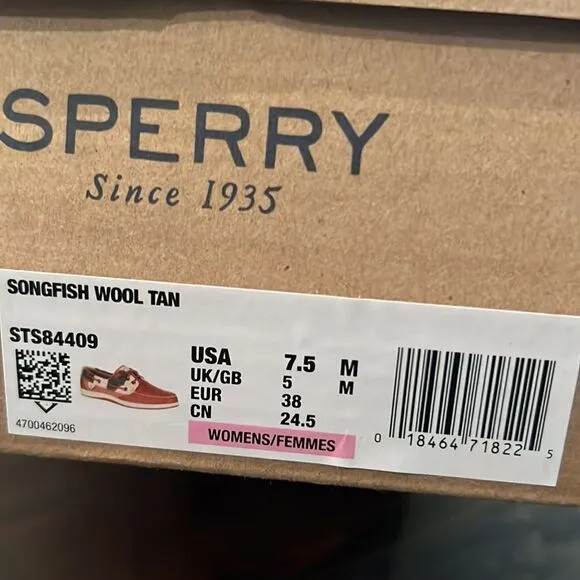 SPERRY
Since 1935
SONGFISH WOOL TAN
STS84409
USA 7.5 M
UK/GB 5 M
EUR 38
CN 24.5
WOMENS/FEMMES
4700462096
0 18464 71822 5